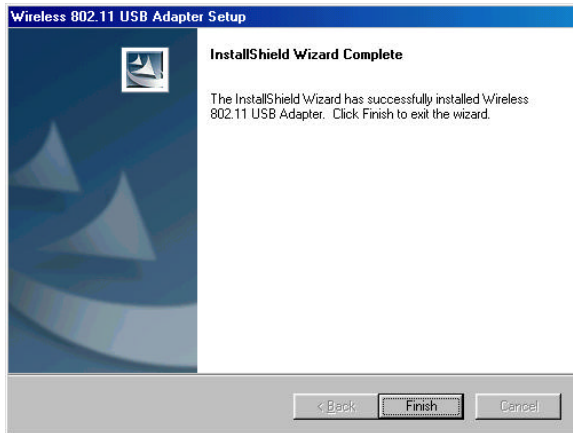 Wireless 802.11 USB Adapter Setup
InstallShield Wizard Complete
The InstallShield Wizard has successfully installed Wireless
802.11 USB Adapter. Click Finish to exit the wizard.
< Back Finish Cancel